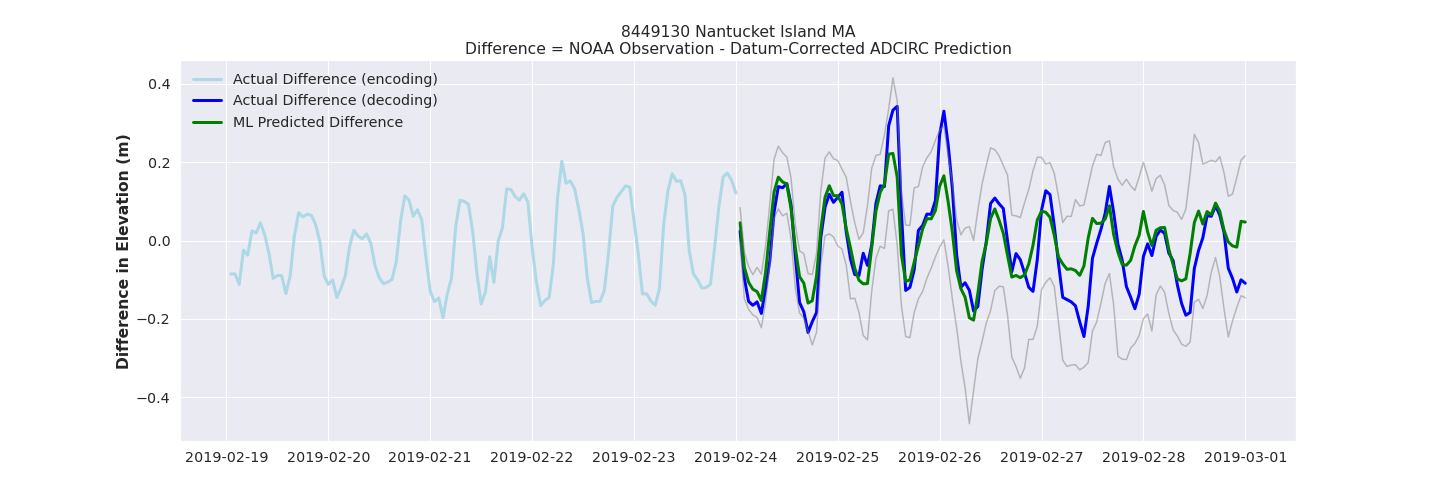 8449130 Nantucket Island MA
Difference = NOAA Observation - Datum-Corrected ADCIRC Prediction
Actual Difference (encoding)
Actual Difference (decoding)
ML Predicted Difference
Difference in Elevation (m)
0.4
0.2
0.0
−0.2
−0.4
2019-02-19 2019-02-20 2019-02-21 2019-02-22 2019-02-23 2019-02-24 2019-02-25 2019-02-26 2019-02-27 2019-02-28 2019-03-01